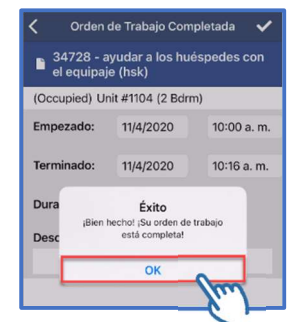 Orden de Trabajo Completada
34728 - ayudar a los huéspedes con
el equipaje (hsk)
(Occupied) Unit #1104 (2 Bdrm)
Empezado: 11/4/2020 10:00 a. m.
Terminado: 11/4/2020 10:16 a. m.
Dura
Éxito
¡Bien hecho! ¡Su orden de trabajo
está completa!
Desc
OK